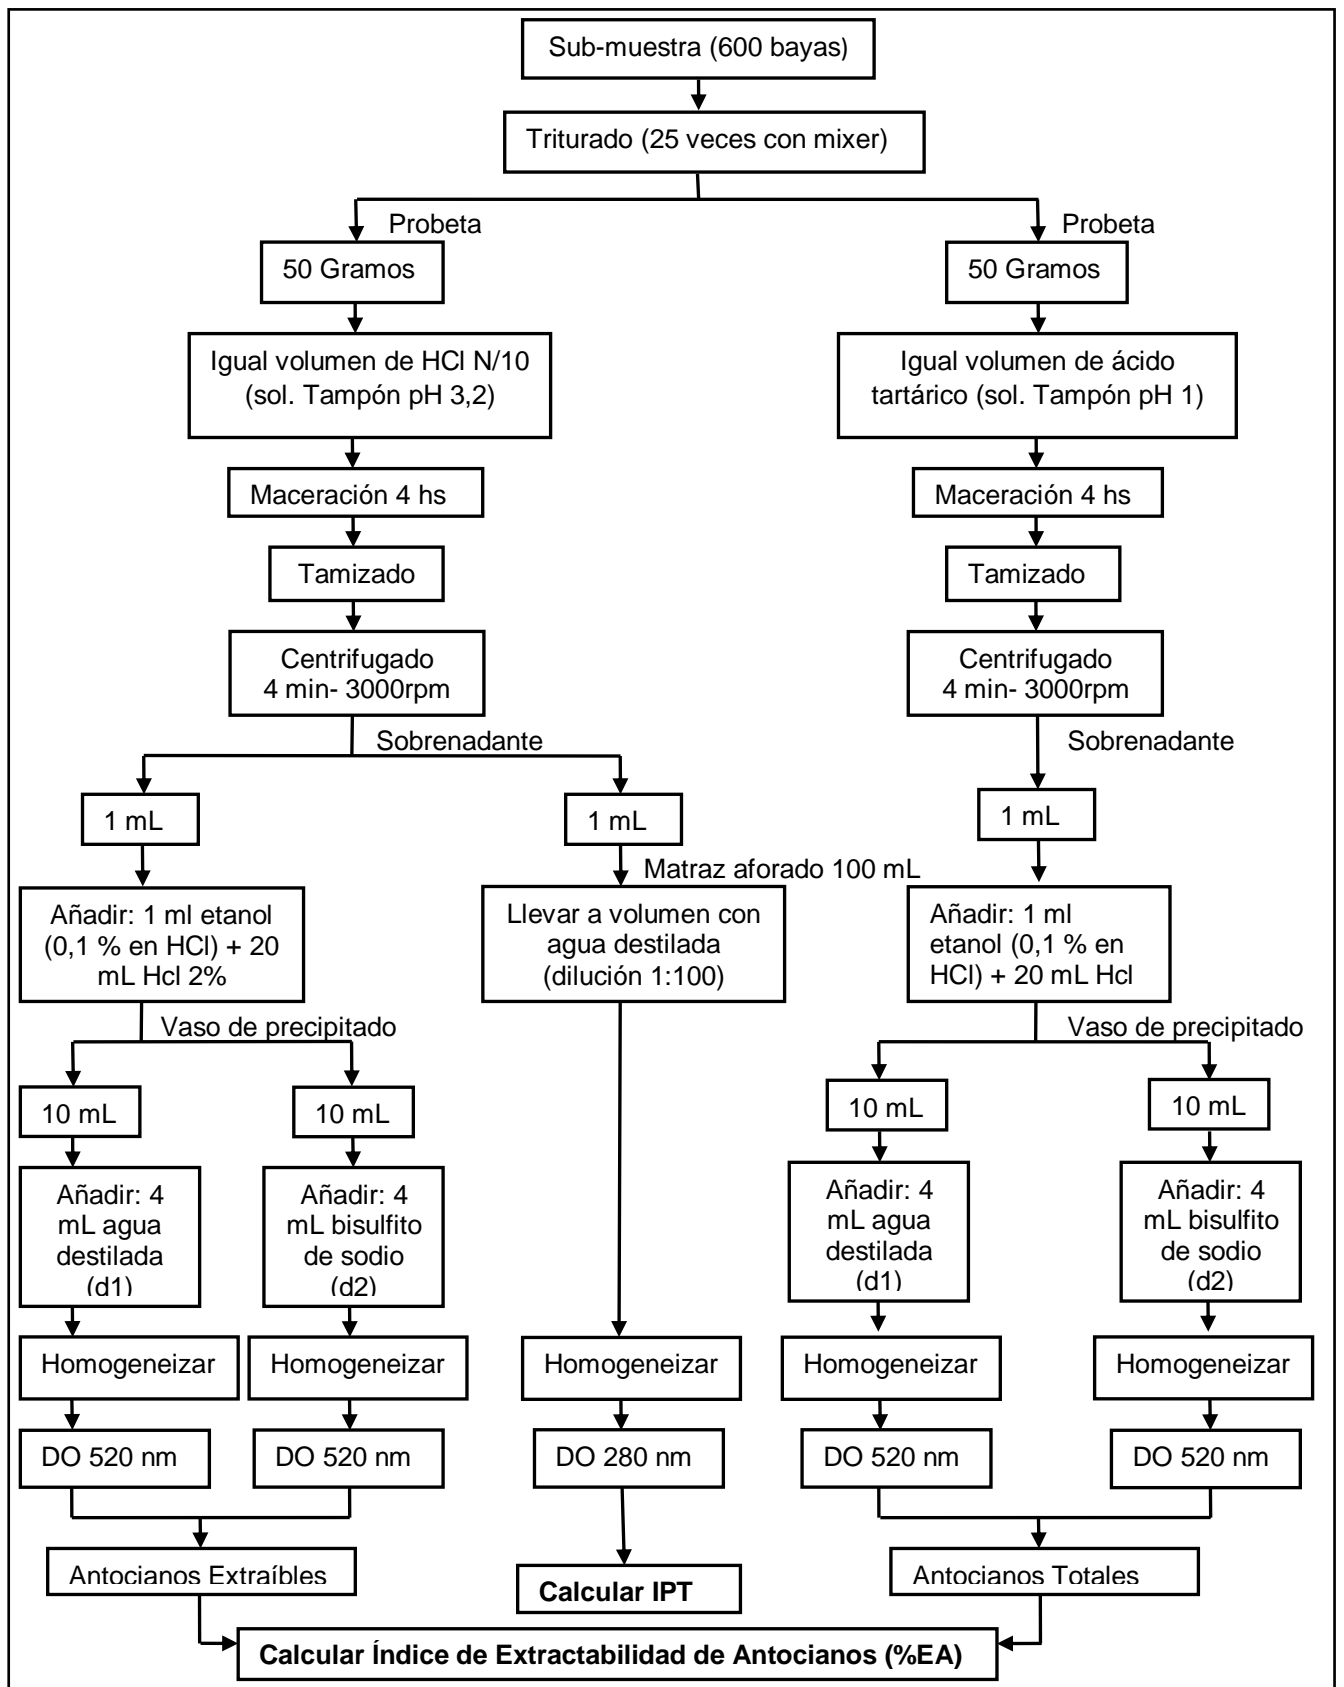 Sub-muestra (600 bayas)
Triturado (25 veces con mixer)
Probeta
Probeta
50 Gramos
50 Gramos
Igual volumen de HCl N/10
(sol. Tampón pH 3,2)
Igual volumen de ácido
tartárico (sol. Tampón pH 1)
Maceración 4 hs
Maceración 4 hs
Tamizado
Tamizado
Centrifugado
4 min- 3000rpm
Centrifugado
4 min- 3000rpm
Sobrenadante
Sobrenadante
1 mL
1 mL
1 mL
Matraz aforado 100 mL
Añadir: 1 ml etanol
(0,1 % en HCl) + 20
mL Hcl 2%
Llevar a volumen con
agua destilada
(dilución 1:100)
Añadir: 1 ml
etanol (0,1 % en
HCl) + 20 mL Hcl
Vaso de precipitado
Vaso de precipitado
10 mL
10 mL
10 mL
10 mL
Añadir: 4
mL agua
destilada
(d1)
Añadir: 4
mL bisulfito
de sodio
(d2)
Añadir: 4
mL agua
destilada
(d1)
Añadir: 4
mL bisulfito
de sodio
(d2)
Homogeneizar
Homogeneizar
Homogeneizar
Homogeneizar
Homogeneizar
DO 520 nm
DO 520 nm
DO 280 nm
DO 520 nm
DO 520 nm
Antocianos Extraíbles
Calcular IPT
Antocianos Totales
Calcular Índice de Extractabilidad de Antocianos (%EA)